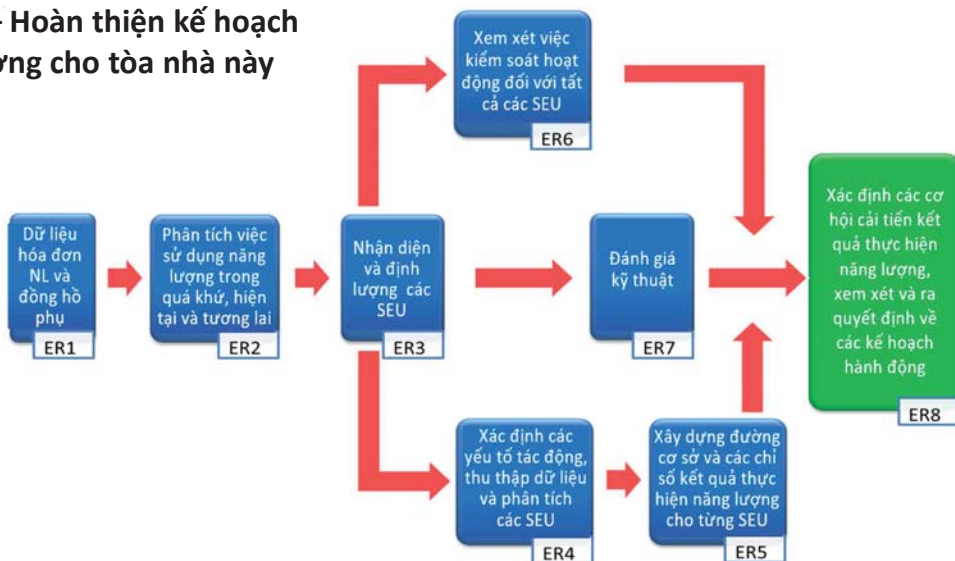 - Hoàn thiện kế hoạch
cho tòa nhà này
Xem xét việc
kiểm soát hoạt
động đối với tất
cả các SEU
ER6
Dữ liệu
hóa đơn
NL và
đồng hồ
phụ
ER1
Phân tích việc
sử dụng năng
lượng trong
quá khứ, hiện
tại và tương lai
ER2
Nhận diện
và định
lượng các
SEU
ER3
Đánh giá
kỹ thuật
ER7
Xác định các cơ
hội cải tiến kết
quả thực hiện
năng lượng,
xem xét và ra
quyết định về
các kế hoạch
hành động
ER8
Xác định các
yếu tố tác động,
thu thập dữ liệu
và phân tích
các SEU
ER4
Xây dựng đường
cơ sở và các chỉ
số kết quả thực
hiện năng lượng
cho từng SEU
ER5